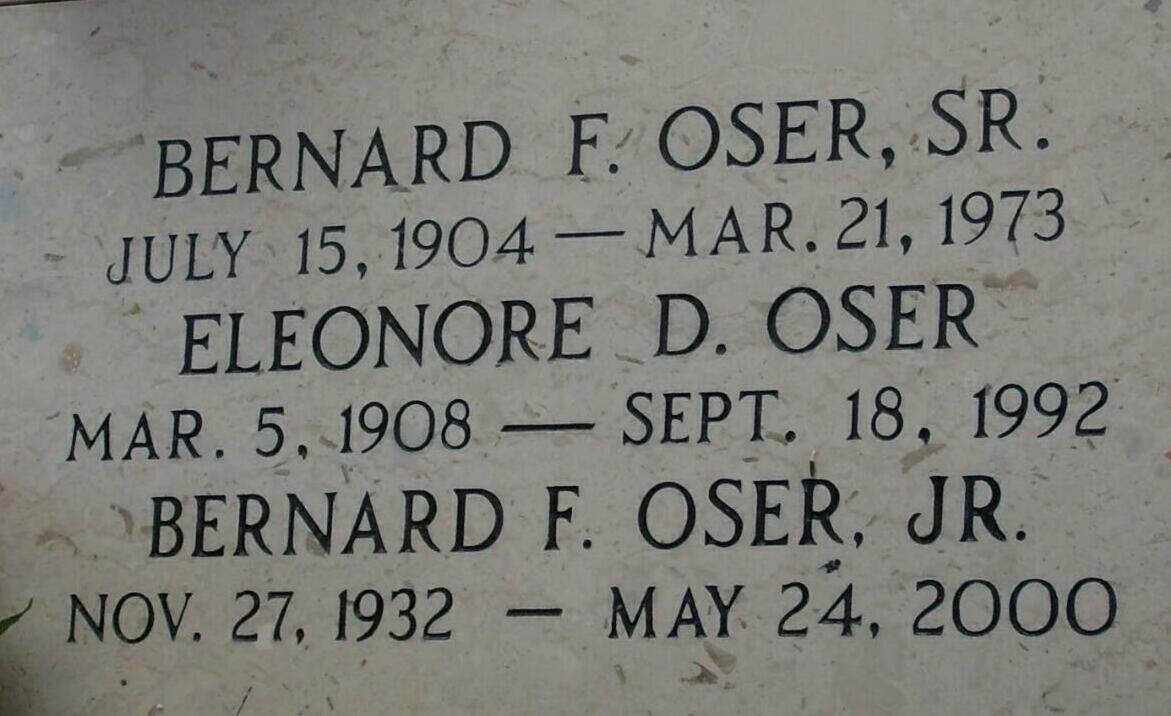 BERNARD F. OSER, SR.
JULY 15, 1904 — MAR. 21, 1973
ELEONORE D. OSER
MAR. 5, 1908 — SEPT. 18, 1992
BERNARD F. OSER, JR.
NOV. 27, 1932 — MAY 24, 2000